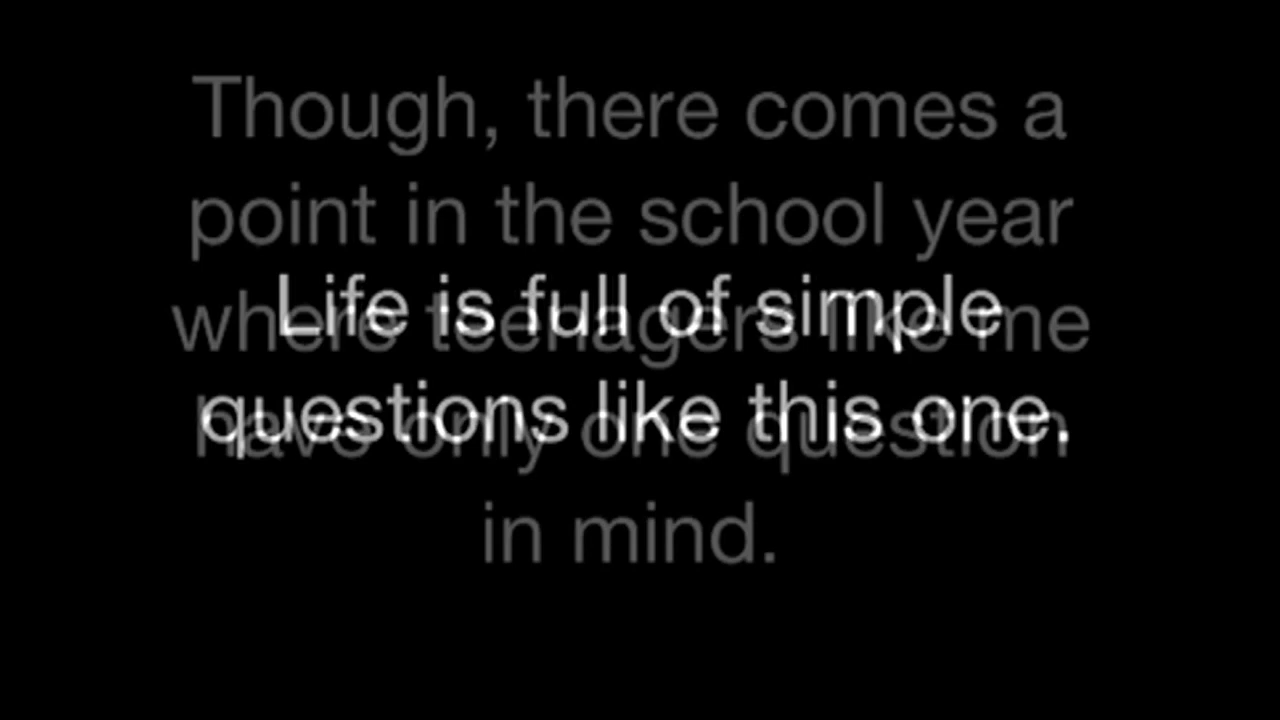 Though, there comes a
point in the school year
Life is full of simple
where teenagers like me
questions like this one.
have only one question
in mind.